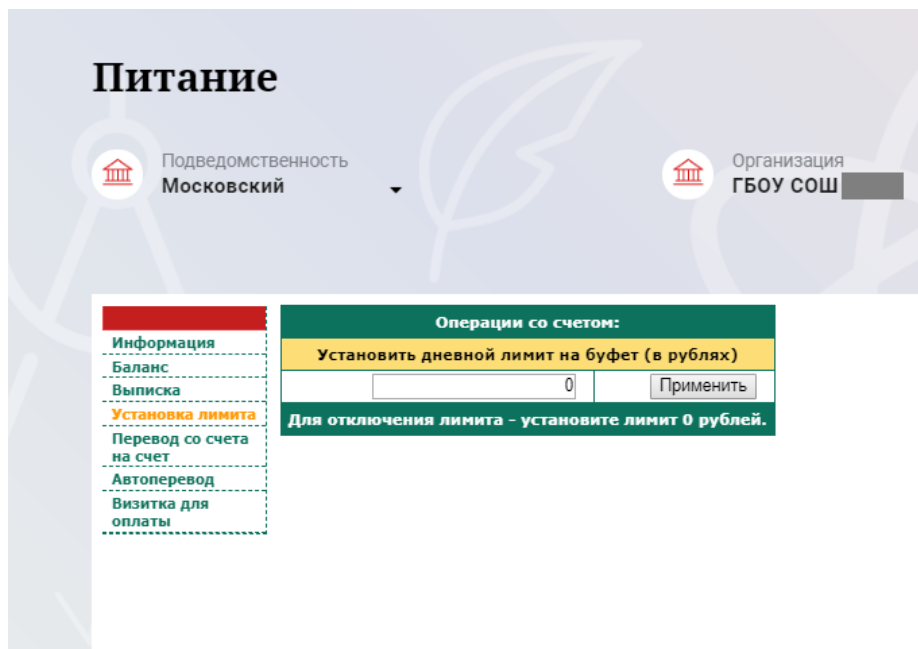 Питание
Подведомственность
Московский
Организация
ГБОУ СОШ
Информация
Баланс
Выписка
Установка лимита
Перевод со счета
на счет
Автоперевод
Визитка для
оплаты
Операции со счетом:
Установить дневной лимит на буфет (в рублях)
0
Применить
Для отключения лимита - установите лимит 0 рублей.